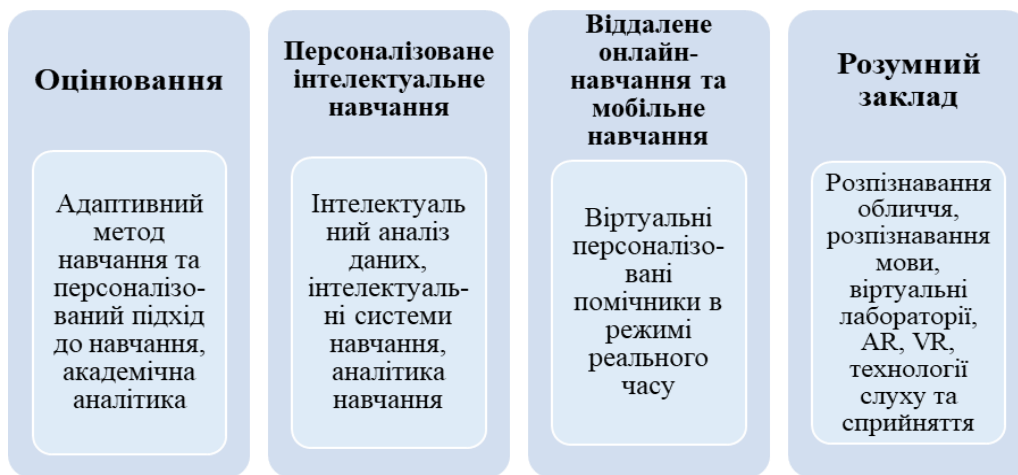 Оцінювання
Адаптивний
метод
навчання та
персоналізо-
ваний підхід
до навчання,
академічна
аналітика
Персоналізоване
інтелектуальне
навчання
Інтелектуаль
ний аналіз
даних,
інтелектуаль-
ні системи
навчання,
аналітика
навчання
Віддалене
онлайн-
навчання та
мобільне
навчання
Віртуальні
персоналізо-
вані
помічники в
режимі
реального
часу
Розумний
заклад
Розпізнавання
обличчя,
розпізнавання
мови,
віртуальні
лабораторії,
AR, VR,
технології
слуху та
сприйняття